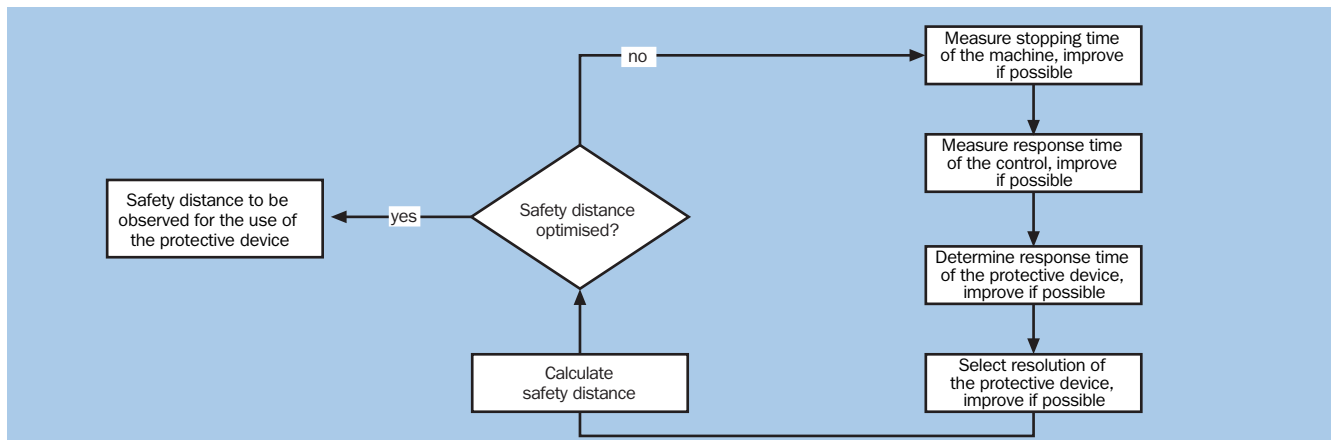 no
Measure stopping time
of the machine, improve
if possible
Measure response time
of the control, improve
if possible
Safety distance to be
observed for the use of
the protective device
yes
Safety distance
optimised?
Determine response time
of the protective device,
improve if possible
Calculate
safety distance
Select resolution of
the protective device,
improve if possible